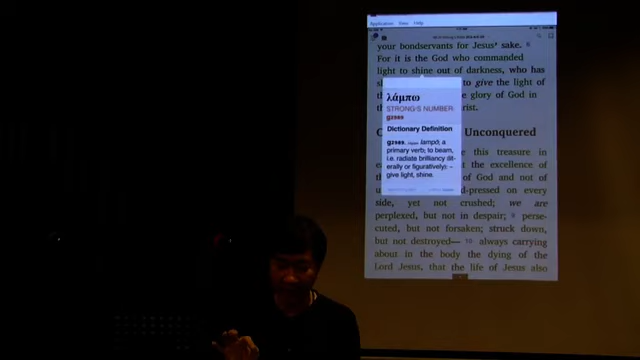 Application View Help
your bondservants for Jesus' sake. 6
For it is the God who commanded
light to shine out of darkness, who has
to give the light of
e glory of God in
rist.
Unconquered
e this treasure in
t the excellence of
of God and not of
d-pressed on every
side, yet not crushed; we are
perplexed, but not in despair; 9 perse-
cuted, but not forsaken; struck down,
but not destroyed— 10 always carrying
about in the body the dying of the
Lord Jesus, that the life of Jesus also
λάμπω
STRONG'S NUMBER:
g2989
Dictionary Definition
g2989. lampō; a
primary verb; to beam,
i.e. radiate brilliancy (lit-
erally or figuratively): –
give light, shine.